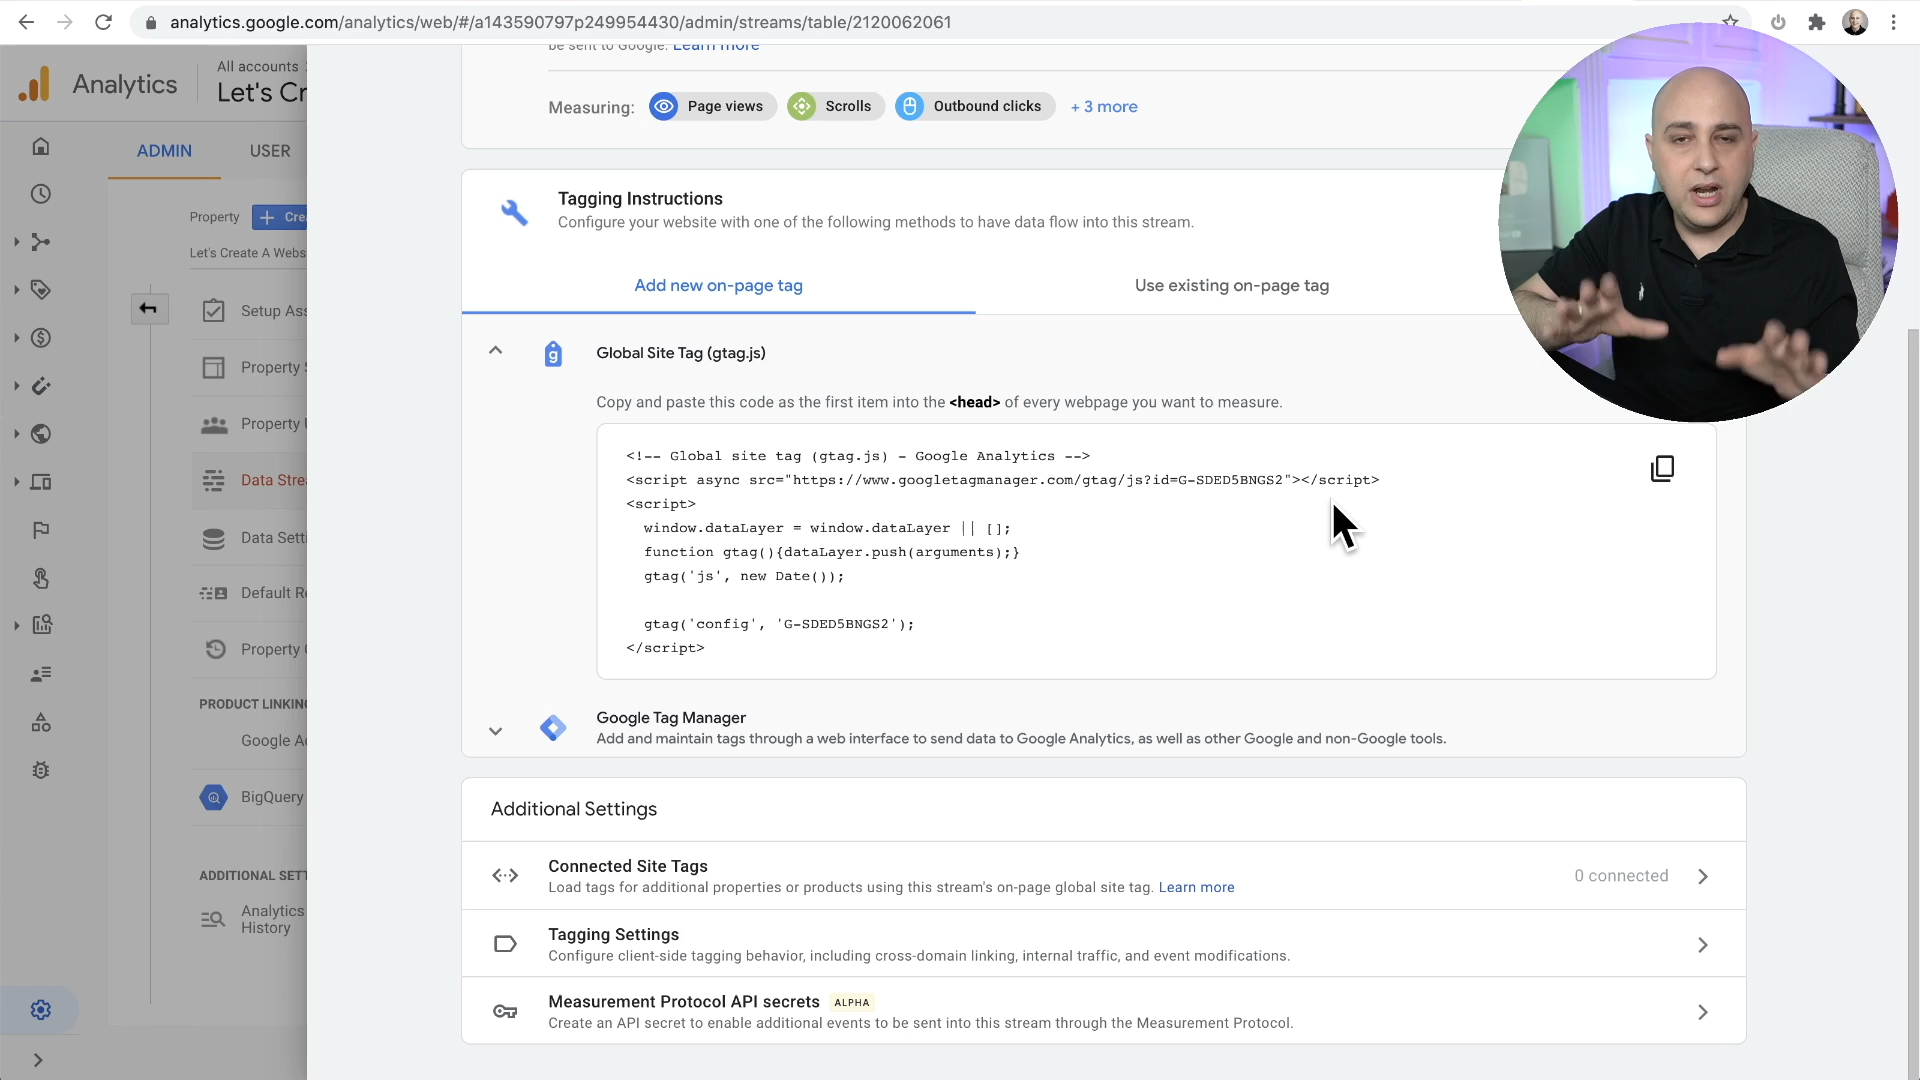 analytics.google.com/analytics/web/#/a143590797p249954430/admin/streams/table/2120062061
be sent to Google. Learn more
Analytics
All accounts
Let's Cr
Measuring:
Page views
Scrolls
Outbound clicks
+ 3 more
ADMIN
USER
Property
+ Crea
Let's Create A Webs
Setup Ass
Property S
Property U
Data Strea
Data Setti
Default Re
Property C
PRODUCT LINKING
Google Ad
BigQuery
ADDITIONAL SETT
Analytics
History
Tagging Instructions
Configure your website with one of the following methods to have data flow into this stream.
Add new on-page tag
Use existing on-page tag
Global Site Tag (gtag.js)
Copy and paste this code as the first item into the <head> of every webpage you want to measure.
<!-- Global site tag (gtag.js) - Google Analytics -->
<script async src="https://www.googletagmanager.com/gtag/js?id=G-SDED5BNGS2"></script>
<script>
window.dataLayer = window.dataLayer || [];
function gtag(){dataLayer.push(arguments);}
gtag('js', new Date());
gtag('config', 'G-SDED5BNGS2');
</script>
Google Tag Manager
Add and maintain tags through a web interface to send data to Google Analytics, as well as other Google and non-Google tools.
Additional Settings
Connected Site Tags
Load tags for additional properties or products using this stream's on-page global site tag. Learn more
0 connected
Tagging Settings
Configure client-side tagging behavior, including cross-domain linking, internal traffic, and event modifications.
Measurement Protocol API secrets ALPHA
Create an API secret to enable additional events to be sent into this stream through the Measurement Protocol.